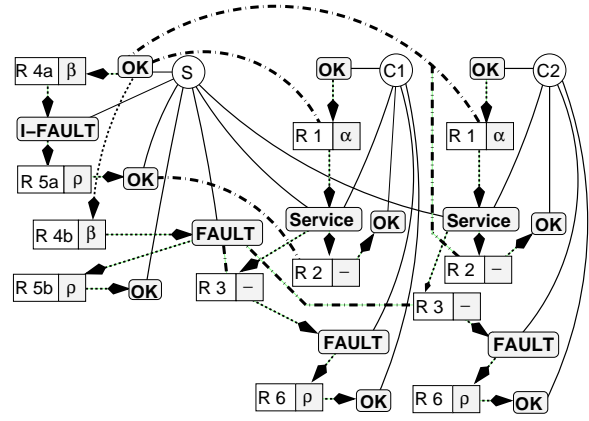 OK
S
OK
C1
OK
C2
R 4a β
I–FAULT
R 1 α
R 1 α
R 5a ρ
OK
Service
OK
Service
OK
R 4b β
FAULT
R 2 –
R 2 –
R 5b ρ
OK
R 3 –
R 3 –
FAULT
FAULT
R 6 ρ
OK
R 6 ρ
OK